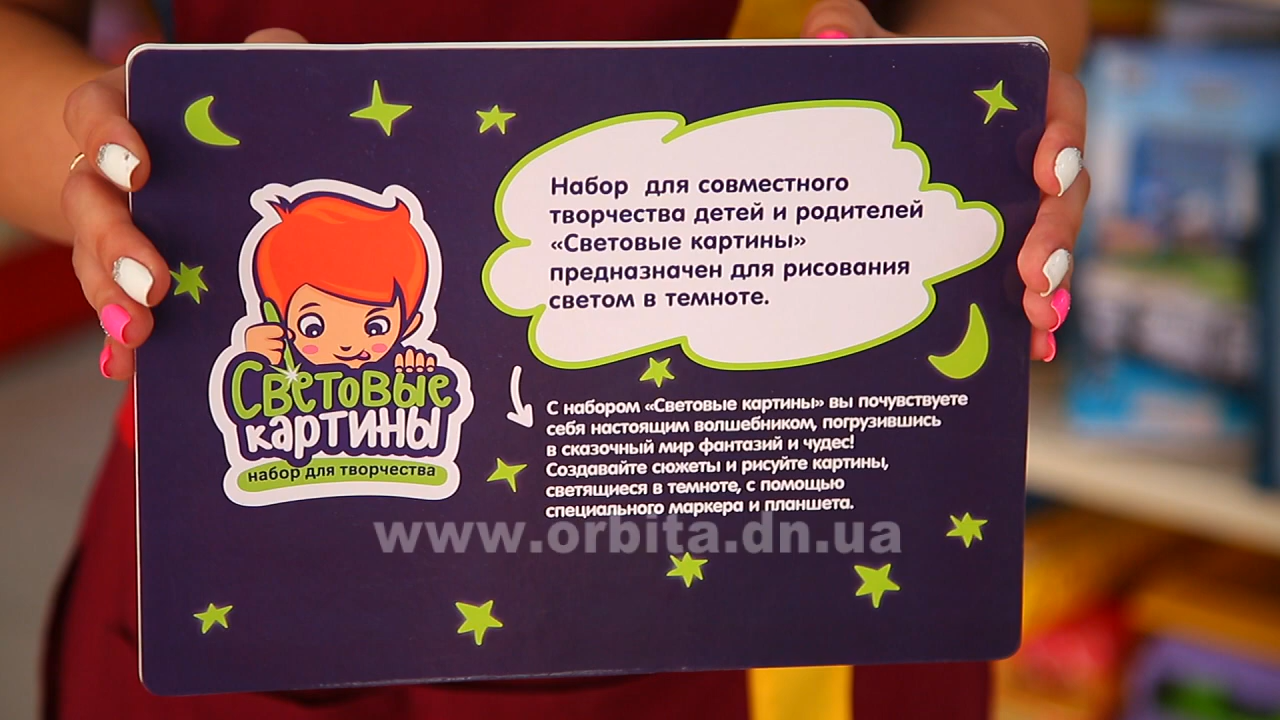 Набор для совместного
творчества детей и родителей
«Световые картины»
предназначен для рисования
светом в темноте.
Световые
картины
набор для творчества
С набором «Световые картины» вы почувствуете
себя настоящим волшебником, погрузившись
в сказочный мир фантазий и чудес!
Создавайте сюжеты и рисуйте картины,
светящиеся в темноте, с помощью
специального маркера и планшета.
www.orbita.dn.ua